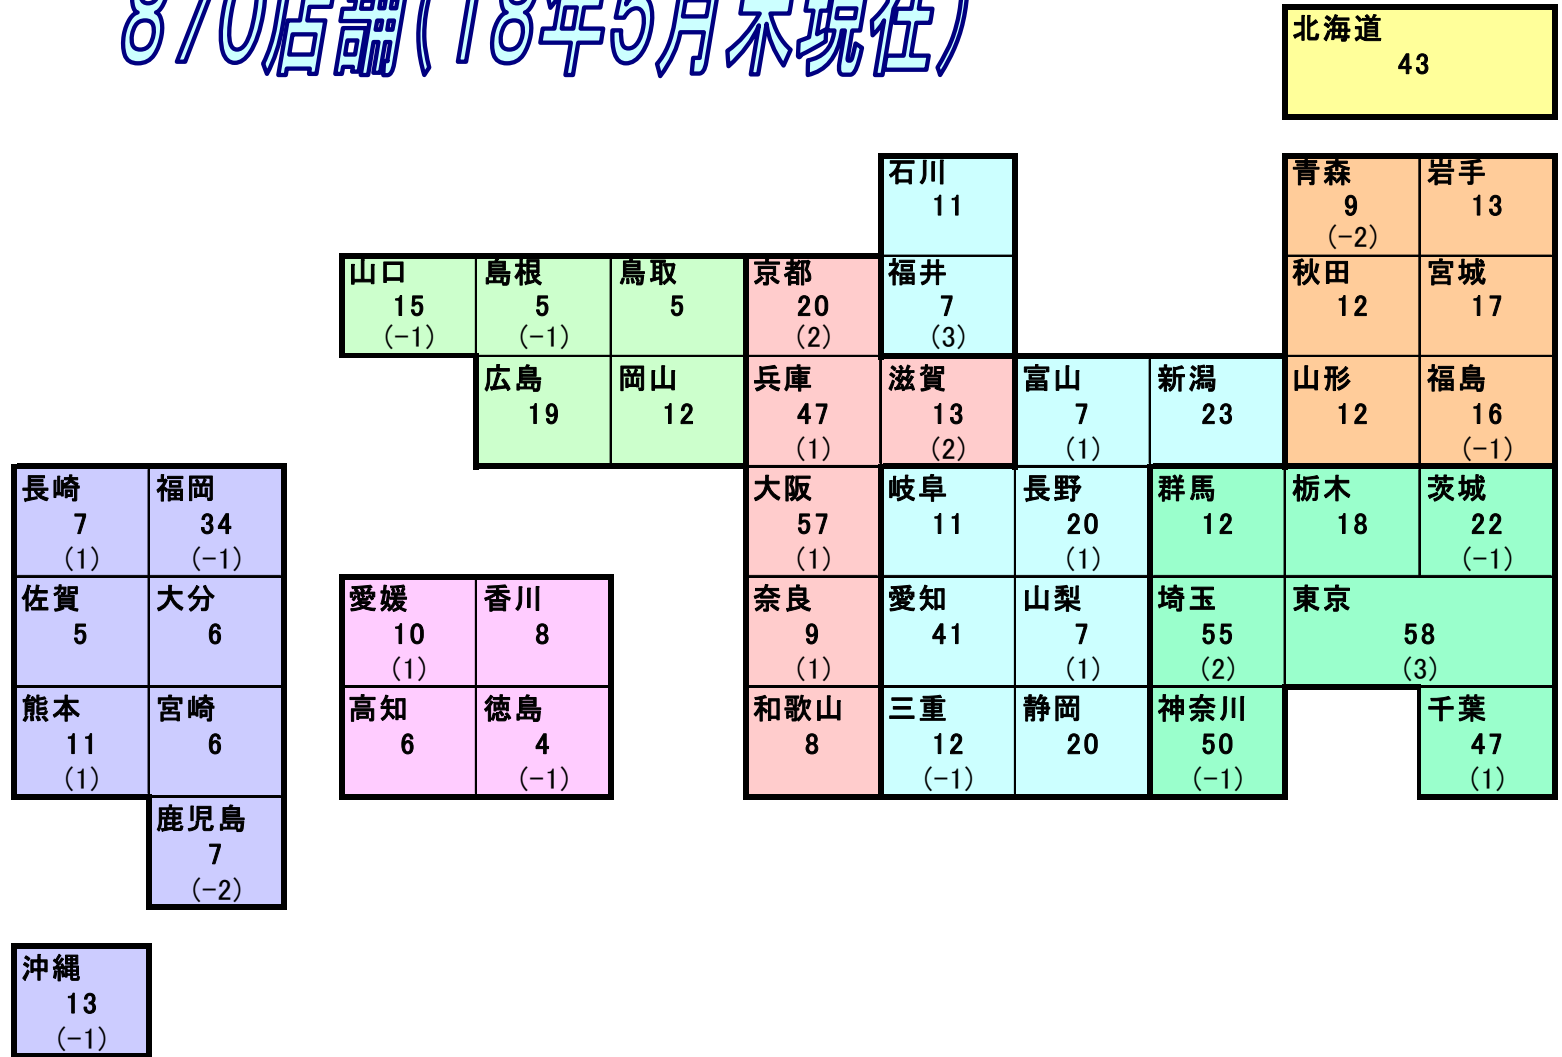 870店舗(18年5月末現在)
北海道
43
石川
11
青森
9
(-2)
岩手
13
山口
15
(-1)
島根
5
(-1)
鳥取
5
京都
20
(2)
福井
7
(3)
秋田
12
宮城
17
広島
19
岡山
12
兵庫
47
(1)
滋賀
13
(2)
富山
7
(1)
新潟
23
山形
12
福島
16
(-1)
長崎
7
(1)
福岡
34
(-1)
大阪
57
(1)
岐阜
11
長野
20
(1)
群馬
12
栃木
18
茨城
22
(-1)
佐賀
5
大分
6
愛媛
10
(1)
香川
8
奈良
9
(1)
愛知
41
山梨
7
(1)
埼玉
55
(2)
東京
58
(3)
熊本
11
(1)
宮崎
6
高知
6
徳島
4
(-1)
和歌山
8
三重
12
(-1)
静岡
20
神奈川
50
(-1)
千葉
47
(1)
鹿児島
7
(-2)
沖縄
13
(-1)